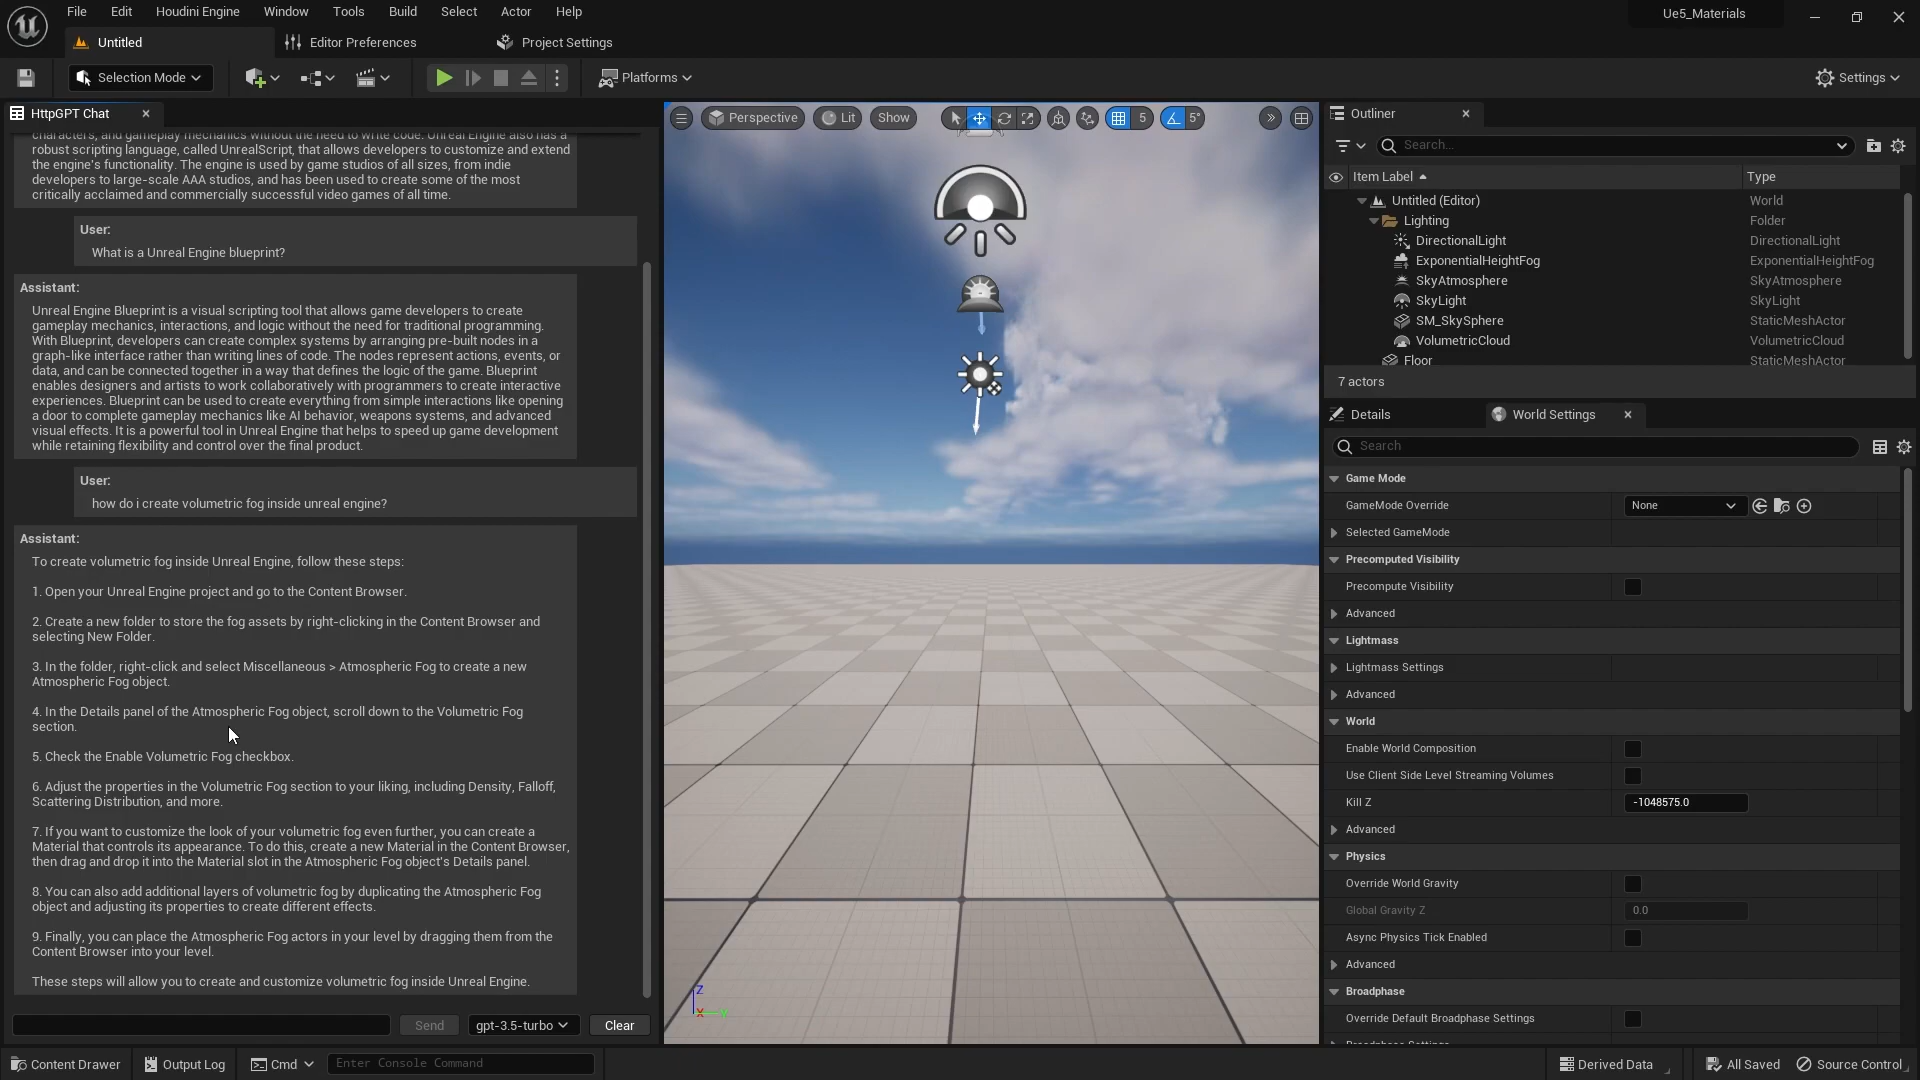 File Edit Houdini Engine Window Tools Build Select Actor Help
Ue5_Materials
Untitled
Editor Preferences
Project Settings
Selection Mode
Platforms
Settings
HttpGPT Chat
characters, and gameplay mechanics without the need to write code. Unreal Engine also has a
robust scripting language, called UnrealScript, that allows developers to customize and extend
the engine's functionality. The engine is used by game studios of all sizes, from indie
developers to large-scale AAA studios, and has been used to create some of the most
critically acclaimed and commercially successful video games of all time.
User:
What is a Unreal Engine blueprint?
Assistant:
Unreal Engine Blueprint is a visual scripting tool that allows game developers to create
gameplay mechanics, interactions, and logic without the need for traditional programming.
With Blueprint, developers can create complex systems by arranging pre-built nodes in a
graph-like interface rather than writing lines of code. The nodes represent actions, events, or
data, and can be connected together in a way that defines the logic of the game. Blueprint
enables designers and artists to work collaboratively with programmers to create interactive
experiences. Blueprint can be used to create everything from simple interactions like opening
a door to complete gameplay mechanics like AI behavior, weapons systems, and advanced
visual effects. It is a powerful tool in Unreal Engine that helps to speed up game development
while retaining flexibility and control over the final product.
User:
how do i create volumetric fog inside unreal engine?
Assistant:
To create volumetric fog inside Unreal Engine, follow these steps:
1. Open your Unreal Engine project and go to the Content Browser.
2. Create a new folder to store the fog assets by right-clicking in the Content Browser and
selecting New Folder.
3. In the folder, right-click and select Miscellaneous > Atmospheric Fog to create a new
Atmospheric Fog object.
4. In the Details panel of the Atmospheric Fog object, scroll down to the Volumetric Fog
section.
5. Check the Enable Volumetric Fog checkbox.
6. Adjust the properties in the Volumetric Fog section to your liking, including Density, Falloff,
Scattering Distribution, and more.
7. If you want to customize the look of your volumetric fog even further, you can create a
Material that controls its appearance. To do this, create a new Material in the Content Browser,
then drag and drop it into the Material slot in the Atmospheric Fog object's Details panel.
8. You can also add additional layers of volumetric fog by duplicating the Atmospheric Fog
object and adjusting its properties to create different effects.
9. Finally, you can place the Atmospheric Fog actors in your level by dragging them from the
Content Browser into your level.
These steps will allow you to create and customize volumetric fog inside Unreal Engine.
Send
gpt-3.5-turbo
Clear
Perspective
Lit
Show
5
5°
Z
X
Y
Outliner
Search...
Item Label
Type
Untitled (Editor) World
Lighting Folder
DirectionalLight DirectionalLight
ExponentialHeightFog ExponentialHeightFog
SkyAtmosphere SkyAtmosphere
SkyLight SkyLight
SM_SkySphere StaticMeshActor
VolumetricCloud VolumetricCloud
Floor StaticMeshActor
7 actors
Details
World Settings
Search
Game Mode
GameMode Override None
Selected GameMode
Precomputed Visibility
Precompute Visibility
Advanced
Lightmass
Lightmass Settings
Advanced
World
Enable World Composition
Use Client Side Level Streaming Volumes
Kill Z -1048575.0
Advanced
Physics
Override World Gravity
Global Gravity Z 0.0
Async Physics Tick Enabled
Advanced
Broadphase
Override Default Broadphase Settings
Broadphase Settings
Content Drawer
Output Log
Cmd
Enter Console Command
Derived Data
All Saved
Source Control